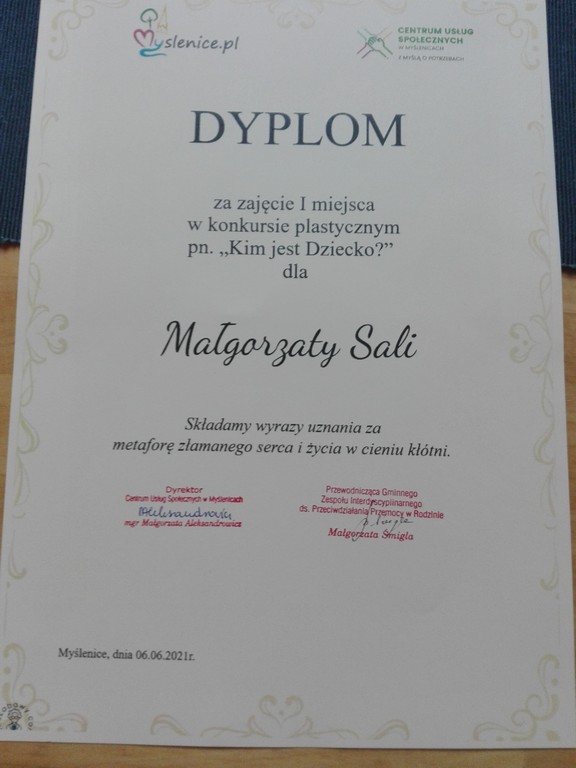 Myslenice.pl
CENTRUM USŁUG
SPOŁECZNYCH
W MYŚLENICACH
Z MYŚLĄ O POTRZEBACH
DYPLOM
za zajęcie I miejsca
w konkursie plastycznym
pn. „Kim jest Dziecko?”
dla
Małgorzaty Sali
Składamy wyrazy uznania za
metaforę złamanego serca i życia w cieniu kłótni.
Dyrektor
Centrum Usług Społecznych w Myślenicach
mgr Małgorzata Aleksandrowicz
Przewodnicząca Gminnego
Zespołu Interdyscyplinarnego
ds. Przeciwdziałania Przemocy w Rodzinie
Małgorzata Śmigla
Myślenice, dnia 06.06.2021r.